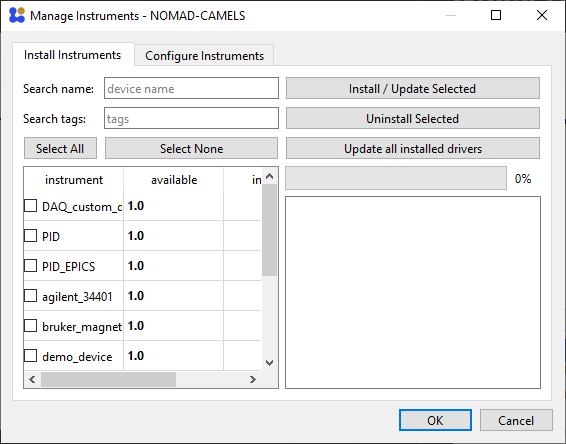 Manage Instruments - NOMAD-CAMELS
Install Instruments Configure Instruments
Search name: device name Install / Update Selected
Search tags: tags Uninstall Selected
Select All Select None Update all installed drivers
0%
instrument available in
DAQ_custom_d 1.0
PID 1.0
PID_EPICS 1.0
agilent_34401 1.0
bruker_magnet 1.0
demo_device 1.0
OK Cancel